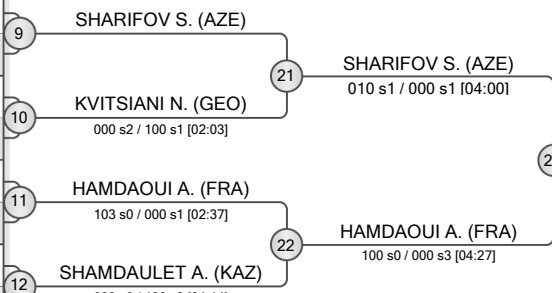 SHARIFOV S. (AZE)
9
21
SHARIFOV S. (AZE)
010 s1 / 000 s1 [04:00]
KVITSIANI N. (GEO)
10
000 s2 / 100 s1 [02:03]
2
HAMDAOUI A. (FRA)
11
103 s0 / 000 s1 [02:37]
22
HAMDAOUI A. (FRA)
100 s0 / 000 s3 [04:27]
SHAMDAULET A. (KAZ)
12